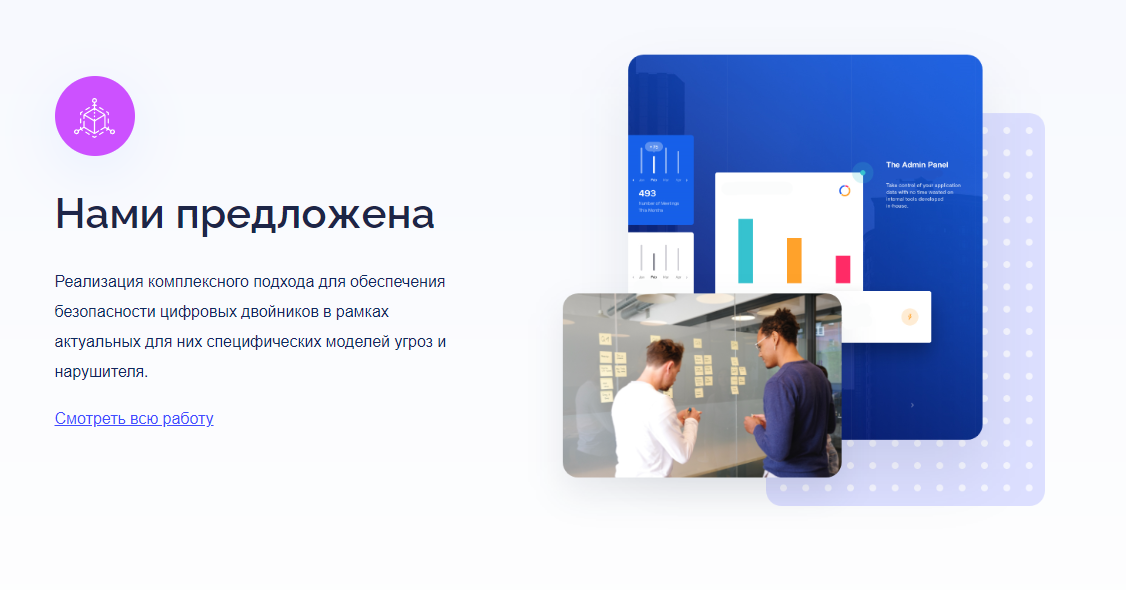 Нами предложена
Реализация комплексного подхода для обеспечения
безопасности цифровых двойников в рамках
актуальных для них специфических моделей угроз и
нарушителя.
Смотреть всю работу
The Admin Panel
Take control of your application
data with no time wasted on
internal tools developed
in-house.
493
Number of Meetings
This Months